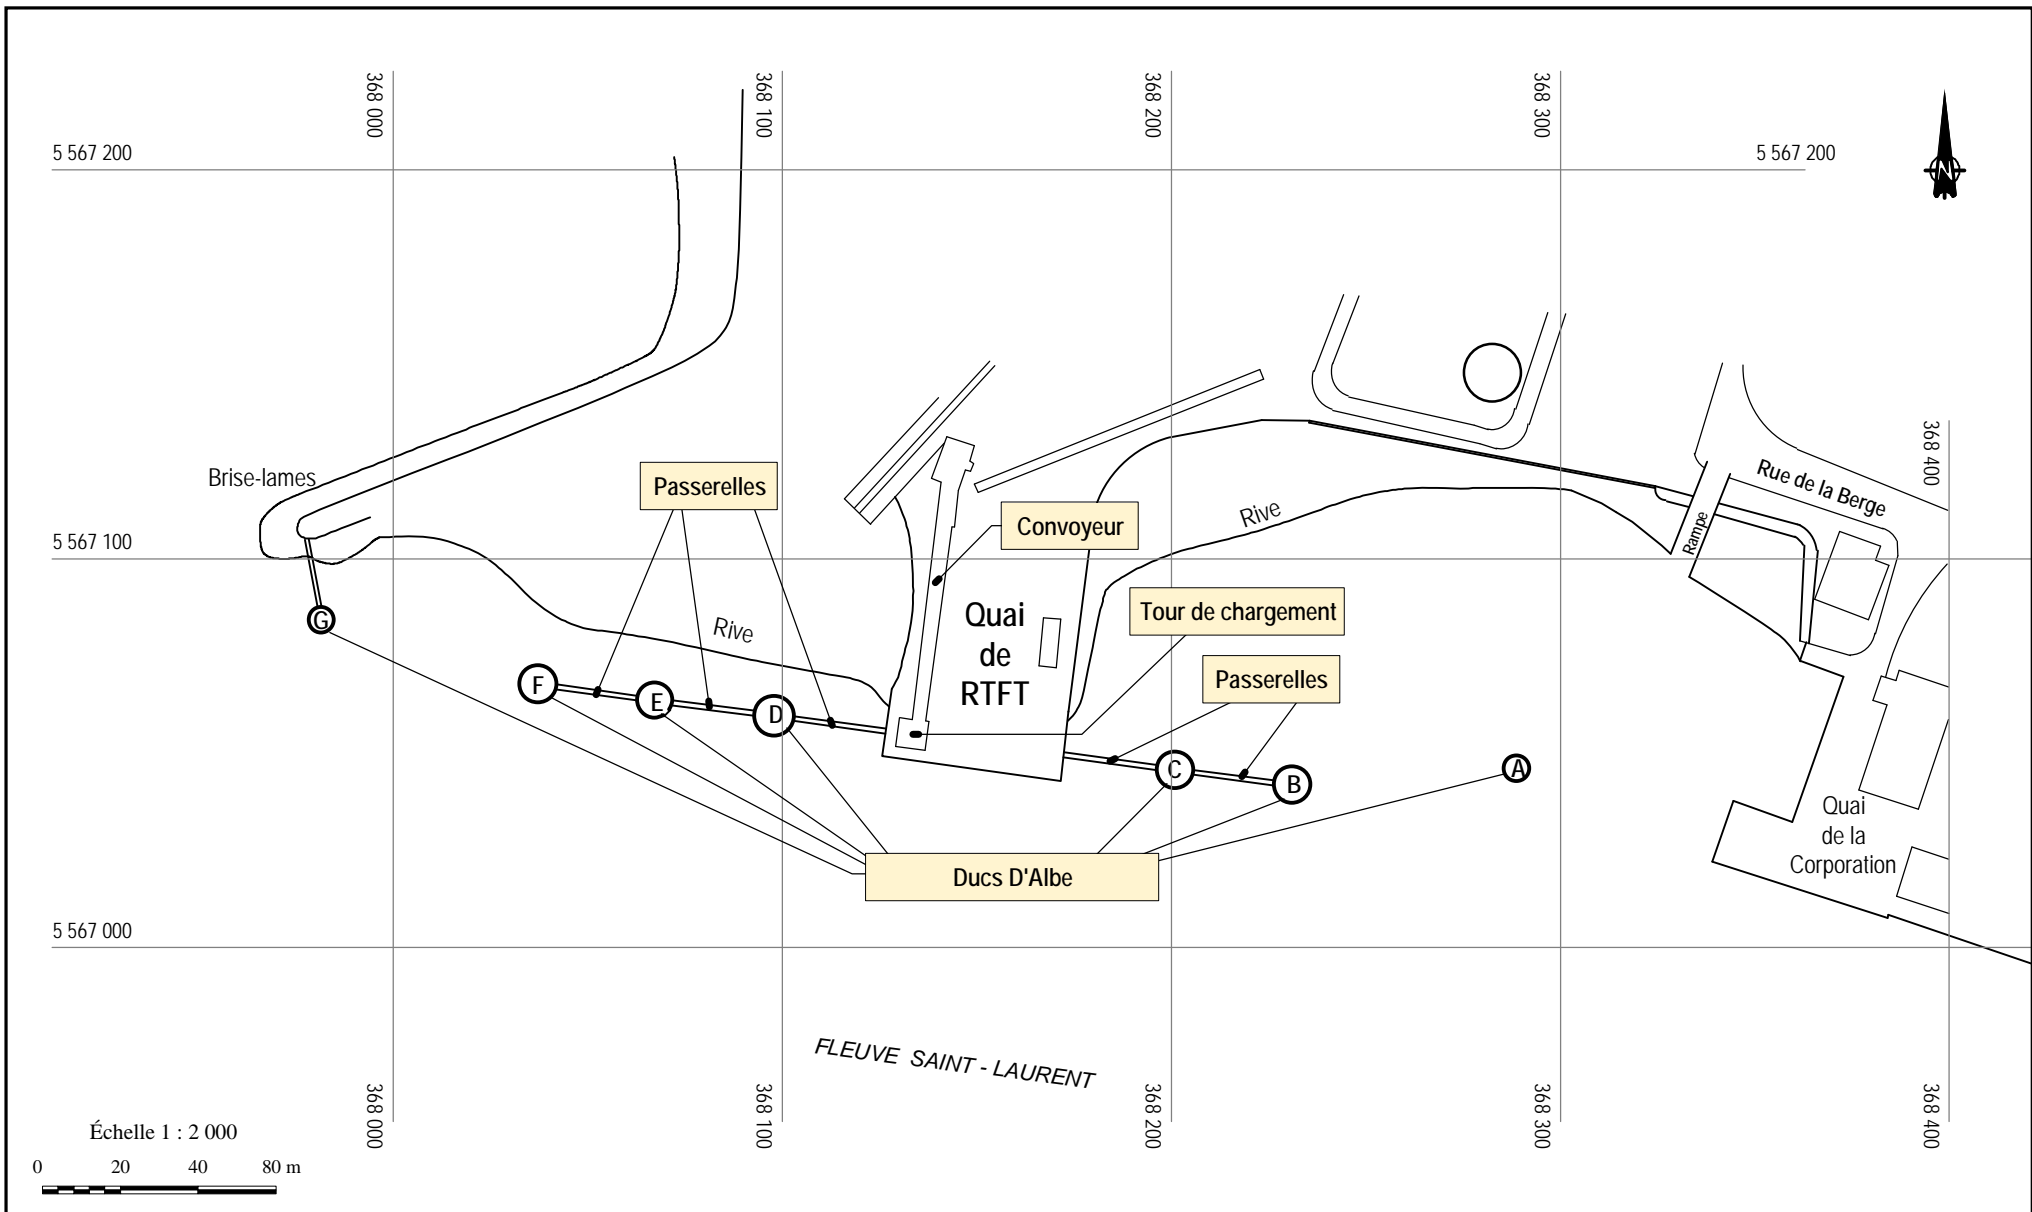 368 000
368 100
368 200
368 300
5 567 200
5 567 200
N
368 400
Brise-lames
Passerelles
Convoyeur
Rive
Rue de la Berge
Rampe
5 567 100
Quai
de
RTFT
Tour de chargement
G
Rive
Passerelles
F
E
D
C
B
A
Quai
de la
Corporation
Ducs D'Albe
5 567 000
FLEUVE SAINT - LAURENT
368 000
368 100
368 200
368 300
368 400
Échelle 1 : 2 000
0 20 40 80 m